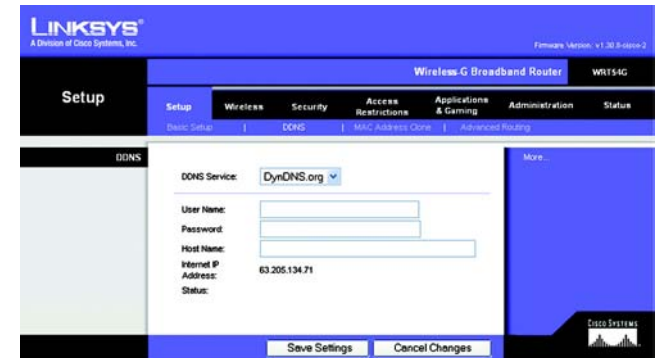 LINKSYS®
A Division of Cisco Systems, Inc.
Firmware Version: v1.30.8-cisco-2
Wireless-G Broadband Router WRT54G
Setup
Setup Wireless Security Access Restrictions Applications & Gaming Administration Status
Basic Setup | DDNS | MAC Address Clone | Advanced Routing
DDNS
More...
DDNS Service: DynDNS.org
User Name:
Password:
Host Name:
Internet IP Address: 63.205.134.71
Status:
Save Settings Cancel Changes
CISCO SYSTEMS